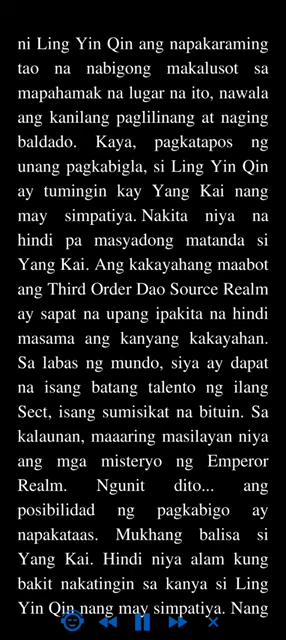 ni Ling Yin Qin ang napakaraming
tao na nabigong makalusot sa
mapahamak na lugar na ito, nawala
ang kanilang paglilinang at naging
baldado. Kaya, pagkatapos ng
unang pagkabigla, si Ling Yin Qin
ay tumingin kay Yang Kai nang
may simpatiya. Nakita niya na
hindi pa masyadong matanda si
Yang Kai. Ang kakayahang maabot
ang Third Order Dao Source Realm
ay sapat na upang ipakita na hindi
masama ang kanyang kakayahan.
Sa labas ng mundo, siya ay dapat
na isang batang talento ng ilang
Sect, isang sumisikat na bituin. Sa
kalaunan, maaaring masilayan niya
ang mga misteryo ng Emperor
Realm. Ngunit dito... ang
posibilidad ng pagkabigo ay
napakataas. Mukhang balisa si
Yang Kai. Hindi niya alam kung
bakit nakatingin sa kanya si Ling
Yin Qin nang may simpatiya. Nang